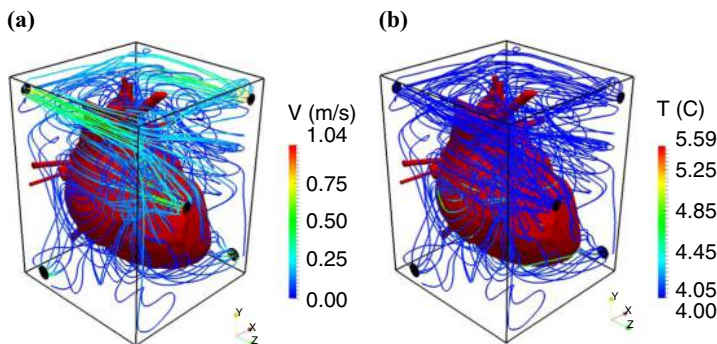 (a)
V (m/s)
1.04
0.75
0.50
0.25
0.00
Y
X
Z
(b)
T (C)
5.59
5.25
4.85
4.45
4.05
4.00
Y
X
Z